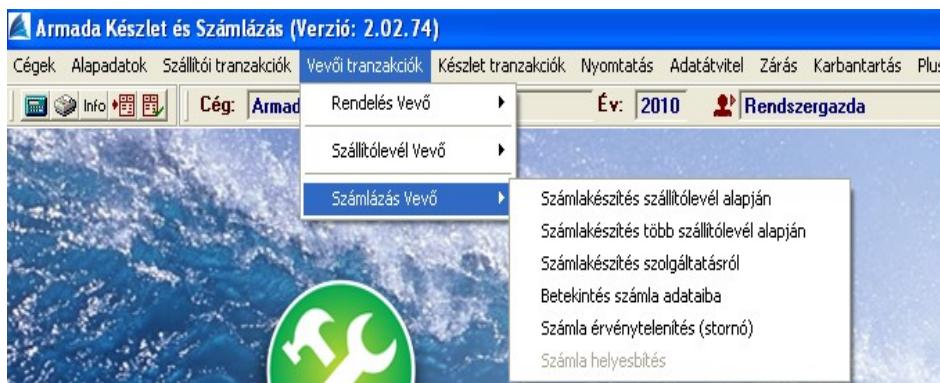 Armada Készlet és Számlázás (Verzió: 2.02.74)
Cégek Alapadatok Szállítói tranzakciók Vevői tranzakciók Készlet tranzakciók Nyomtatás Adatátvitel Zárás Karbantartás Plus
Info Cég: Armad Év: 2010 Rendszergazda
Rendelés Vevő
Szállítólevél Vevő
Számlázás Vevő
Számlakészítés szállítólevél alapján
Számlakészítés több szállítólevél alapján
Számlakészítés szolgáltatásról
Betekintés számla adataiba
Számla érvénytelenítés (stornó)
Számla helyesbítés